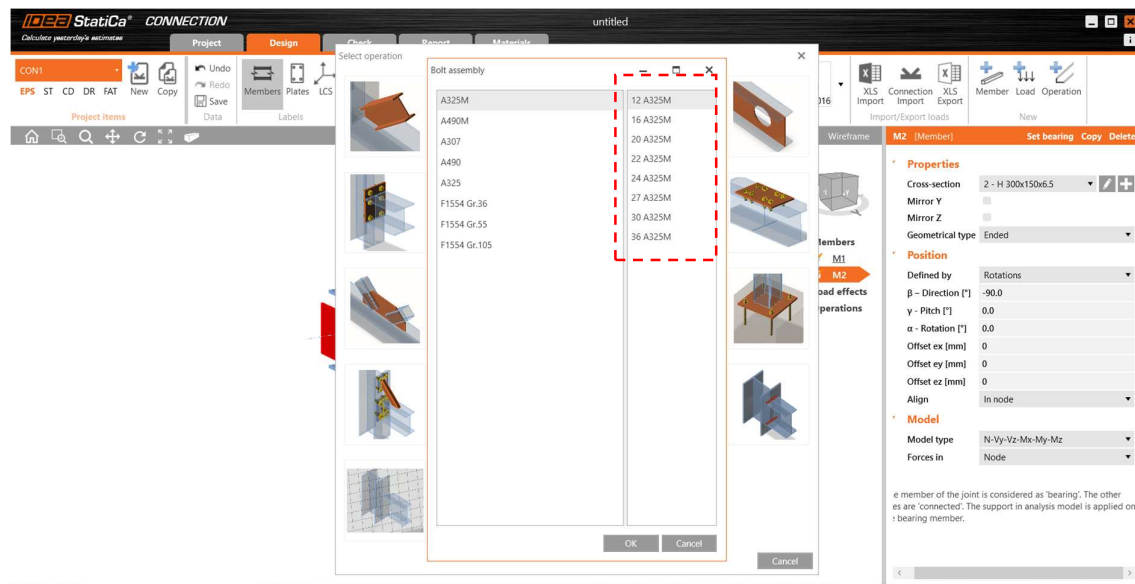 IDEA StatiCa® CONNECTION
untitled
Calculate yesterday's estimates
Project
Design
Check
Report
Materials
CON1
EPS ST CD DR FAT
New
Copy
Project items
Undo
Redo
Save
Data
Members
Plates
LCS
Labels
Select operation
Bolt assembly
A325M
A490M
A307
A490
A325
F1554 Gr.36
F1554 Gr.55
F1554 Gr.105
12 A325M
16 A325M
20 A325M
22 A325M
24 A325M
27 A325M
30 A325M
36 A325M
OK
Cancel
Cancel
016
XLS Import
Connection Import
XLS Export
Import/Export loads
Member
Load
Operation
New
Wireframe
M1
M2
M2 [Member]
Set bearing Copy Delete
Properties
Cross-section 2 - H 300x150x6.5
Mirror Y
Mirror Z
Geometrical type Ended
Position
Defined by Rotations
β – Direction [°] -90.0
γ - Pitch [°] 0.0
α - Rotation [°] 0.0
Offset ex [mm] 0
Offset ey [mm] 0
Offset ez [mm] 0
Align In node
Model
Model type N-Vy-Vz-Mx-My-Mz
Forces in Node
e member of the joint is considered as 'bearing'. The other
es are 'connected'. The support in analysis model is applied on
bearing member.